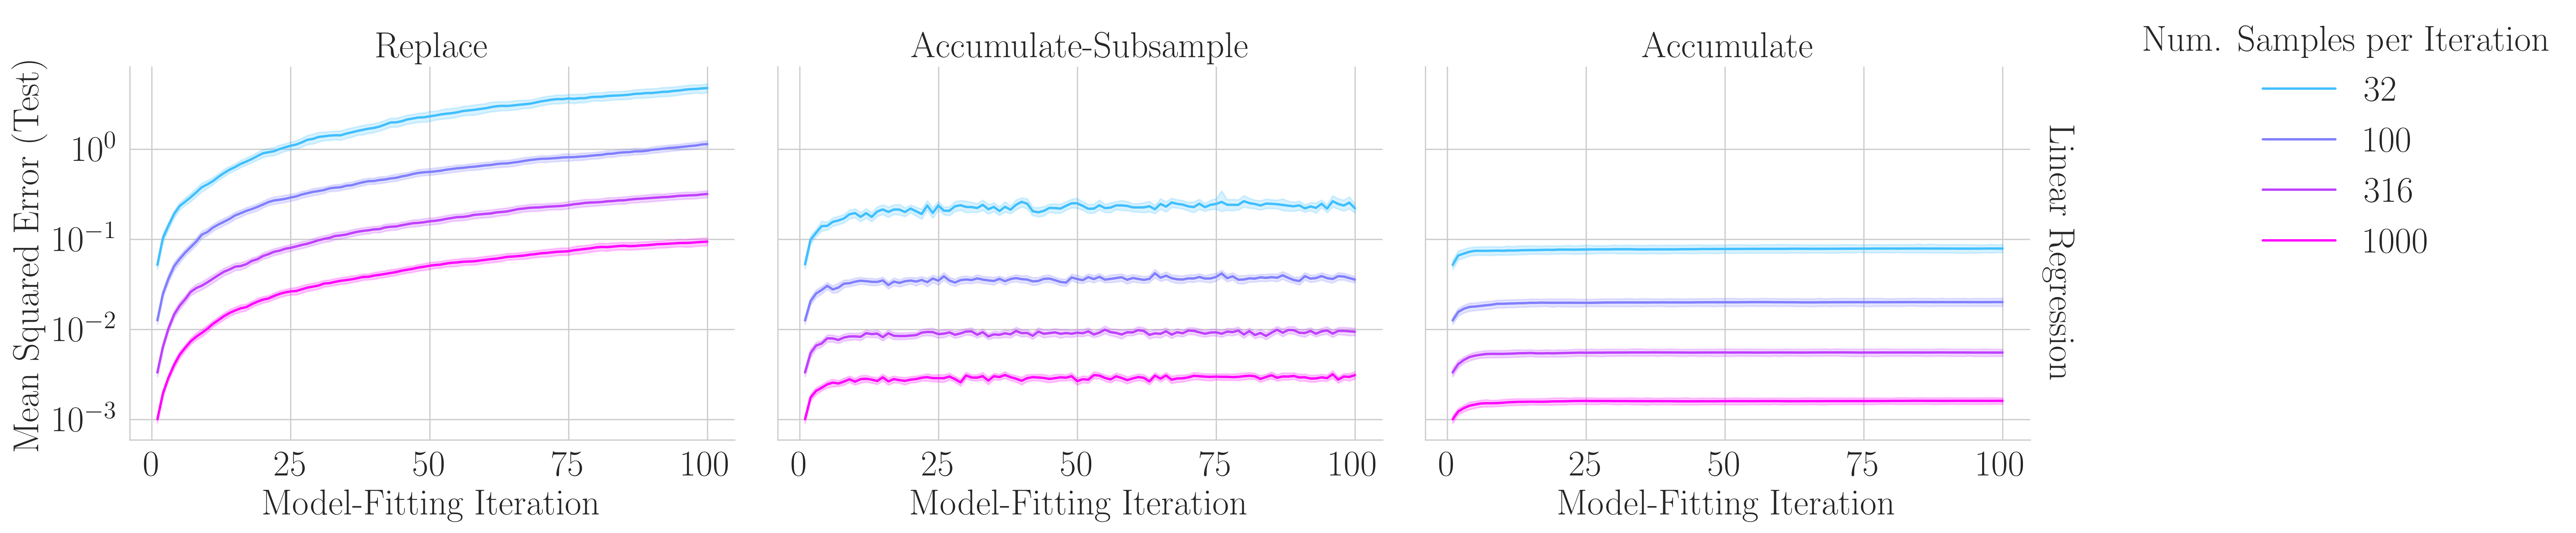 Replace
Accumulate-Subsample
Accumulate
Num. Samples per Iteration
32
100
316
1000
Mean Squared Error (Test)
10⁰
10⁻¹
10⁻²
10⁻³
Linear Regression
0 25 50 75 100
0 25 50 75 100
0 25 50 75 100
Model-Fitting Iteration
Model-Fitting Iteration
Model-Fitting Iteration